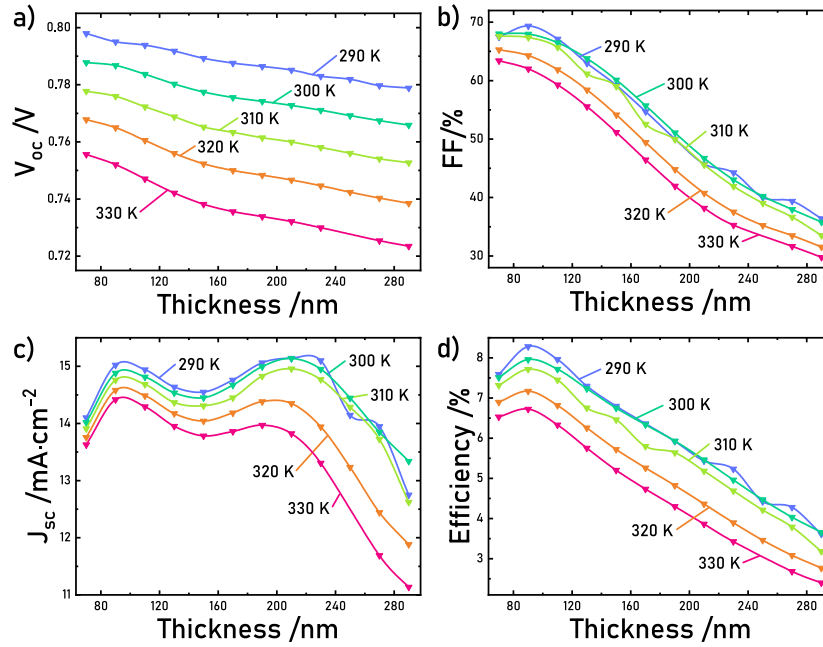 a)
0,80
0,78
0,76
0,74
0,72
V_oc /V
290 K
300 K
310 K
320 K
330 K
80 120 160 200 240 280
Thickness /nm
b)
70
60
50
40
30
FF/%
290 K
300 K
310 K
320 K
330 K
80 120 160 200 240 280
Thickness /nm
c)
15
14
13
12
11
J_sc /mA·cm⁻²
290 K
300 K
310 K
320 K
330 K
80 120 160 200 240 280
Thickness /nm
d)
8
7
6
5
4
3
Efficiency /%
290 K
300 K
310 K
320 K
330 K
80 120 160 200 240 280
Thickness /nm